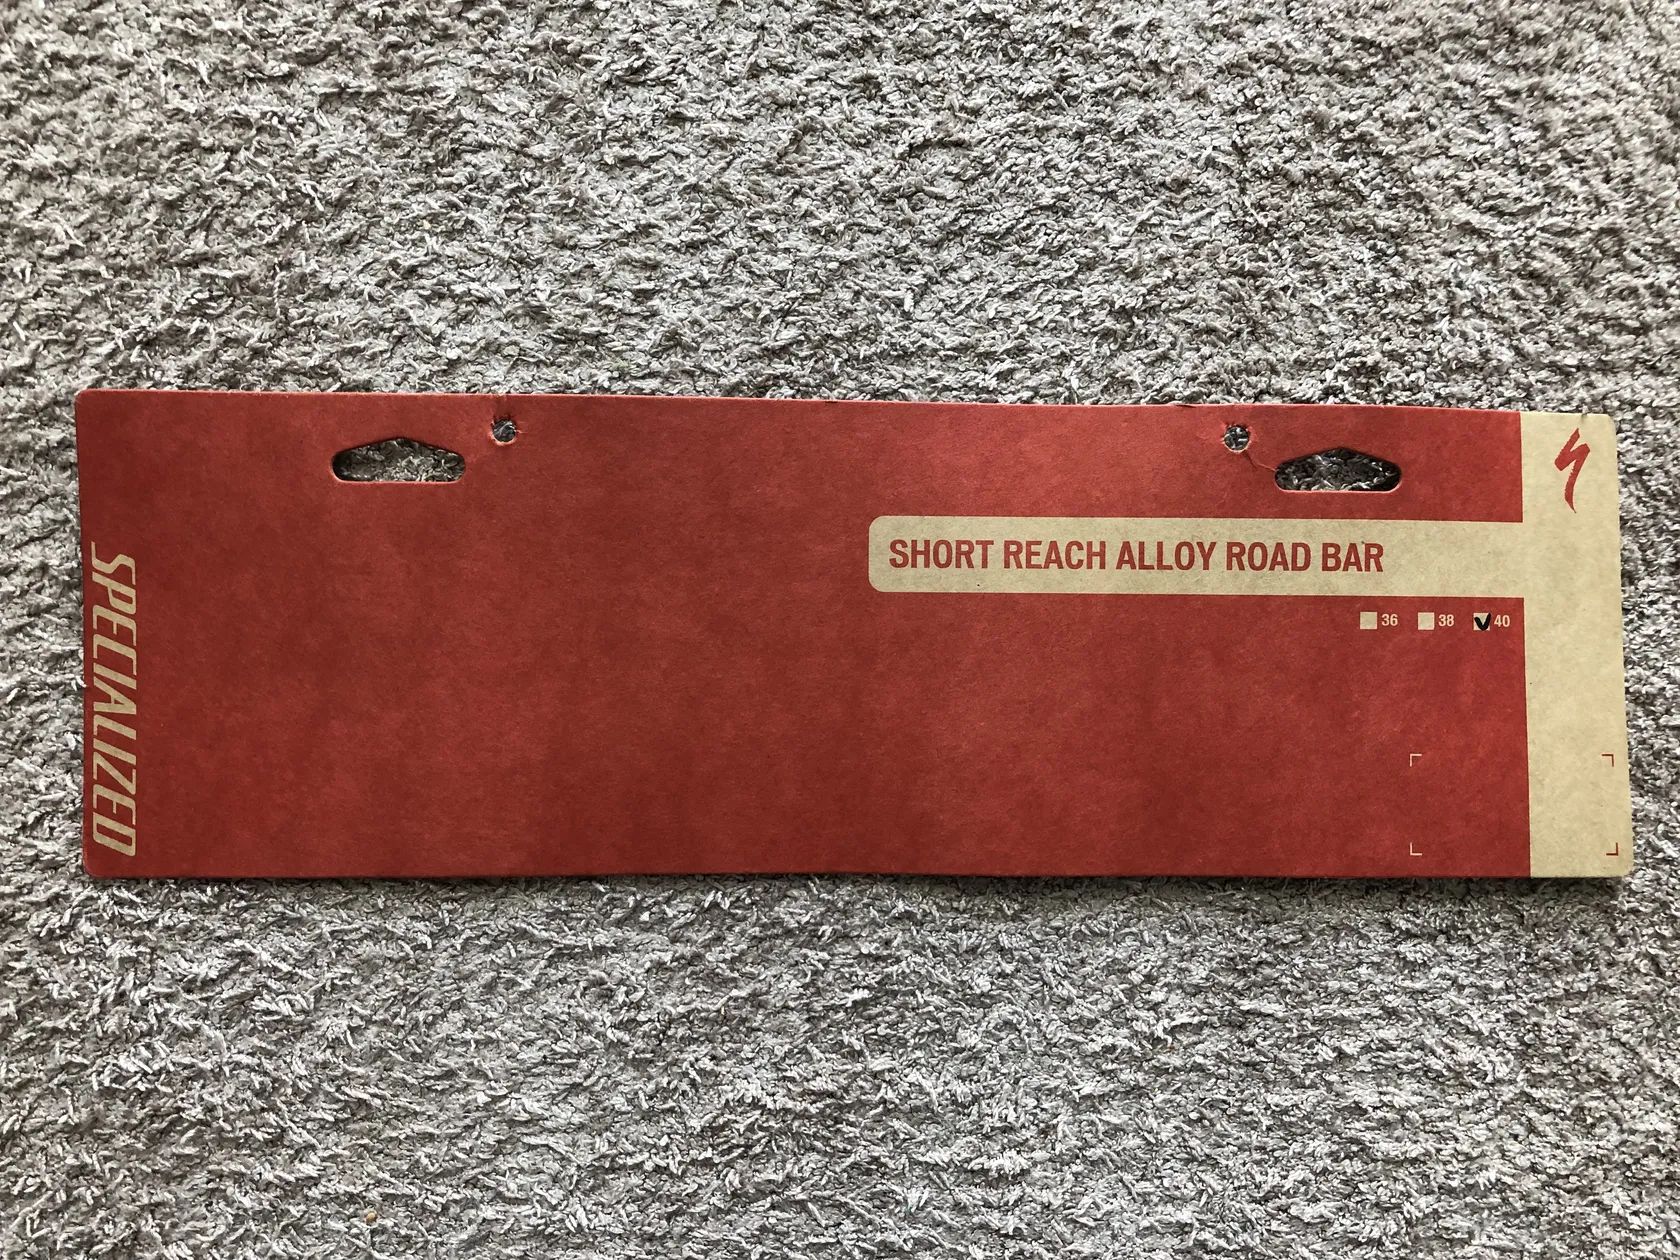 SPECIALIZED
SHORT REACH ALLOY ROAD BAR
36 38 40